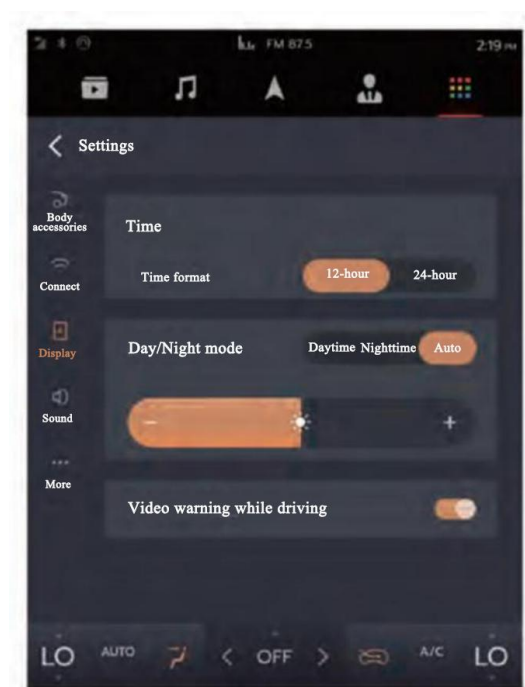 FM 87.5
2:19 PM
Settings
Body
accessories
Time
Time format
12-hour
24-hour
Connect
Display
Day/Night mode
Daytime
Nighttime
Auto
Sound
-
+
More
Video warning while driving
LO
AUTO
<
OFF
>
A/C
LO